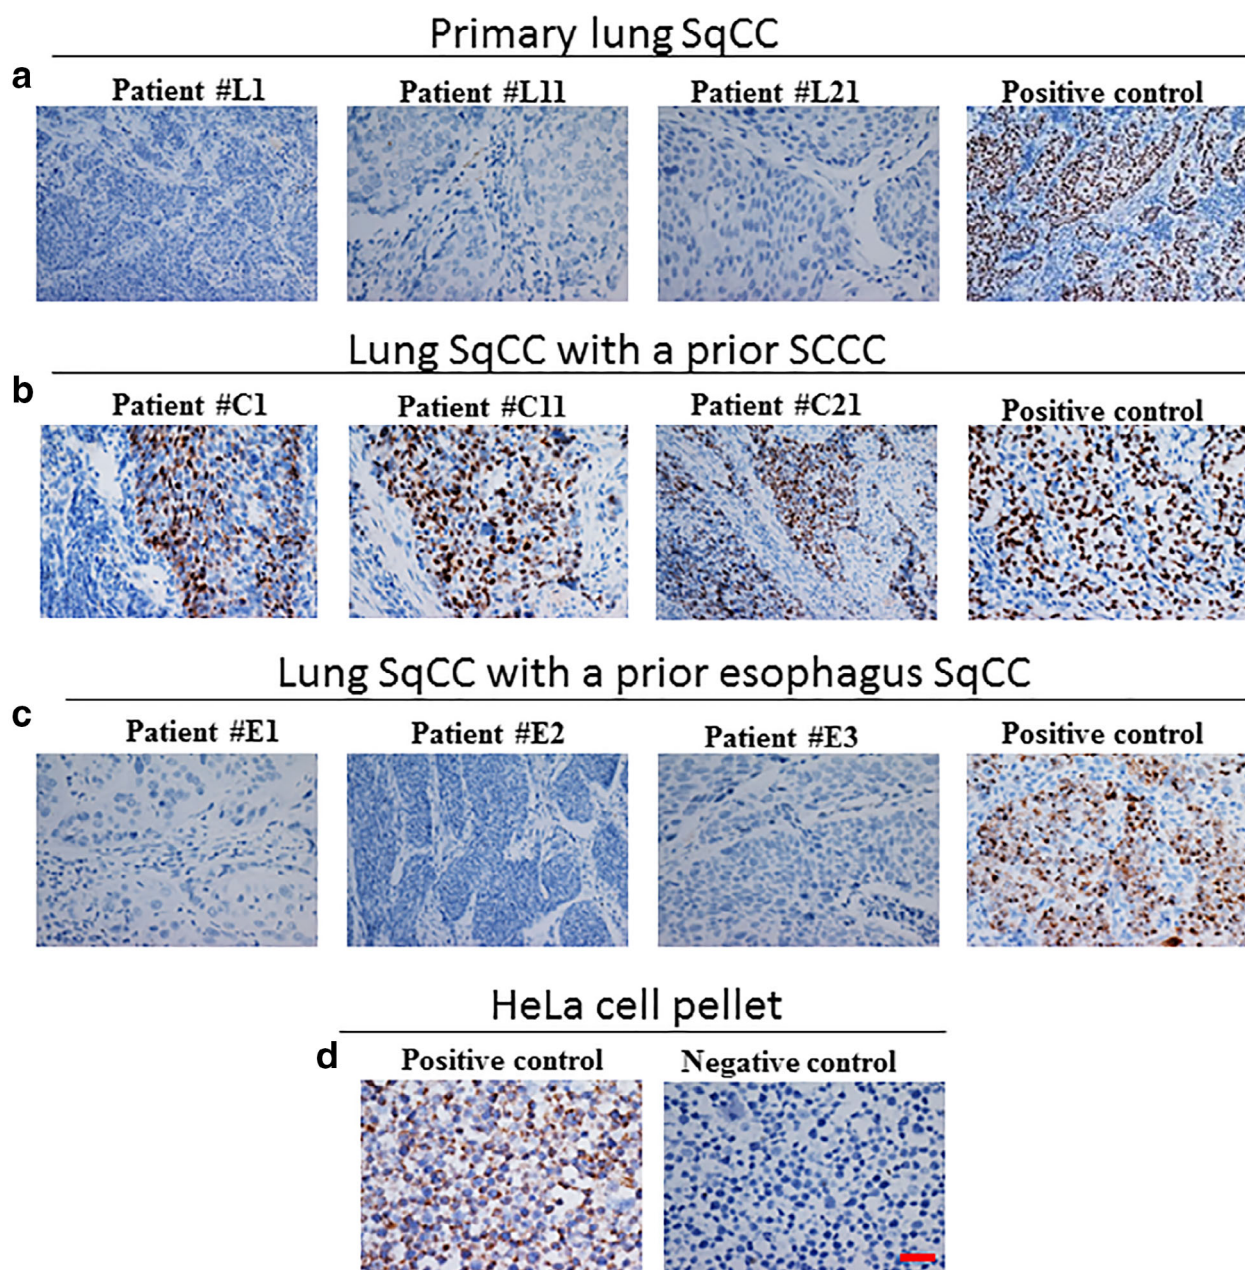 Primary lung SqCC
a
Patient #L1 Patient #L11 Patient #L21 Positive control
Lung SqCC with a prior SCCC
b
Patient #C1 Patient #C11 Patient #C21 Positive control
Lung SqCC with a prior esophagus SqCC
c
Patient #E1 Patient #E2 Patient #E3 Positive control
HeLa cell pellet
d
Positive control Negative control